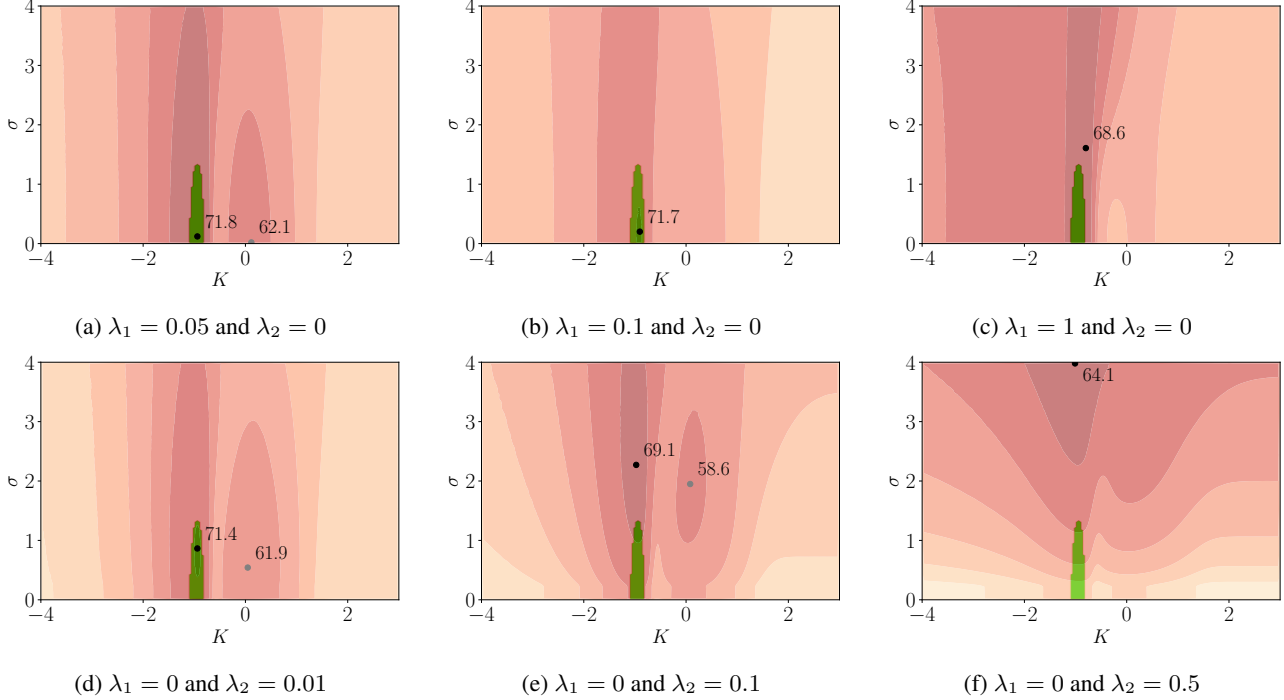 4
3
σ 2
1
0
71.8
62.1
−4 −2 0 2
K
(a) λ₁ = 0.05 and λ₂ = 0
4
3
σ 2
1
0
71.7
−4 −2 0 2
K
(b) λ₁ = 0.1 and λ₂ = 0
4
3
σ 2
1
0
68.6
−4 −2 0 2
K
(c) λ₁ = 1 and λ₂ = 0
4
3
σ 2
1
0
71.4
61.9
−4 −2 0 2
K
(d) λ₁ = 0 and λ₂ = 0.01
4
3
σ 2
1
0
69.1
58.6
−4 −2 0 2
K
(e) λ₁ = 0 and λ₂ = 0.1
4
3
σ 2
1
0
64.1
−4 −2 0 2
K
(f) λ₁ = 0 and λ₂ = 0.5